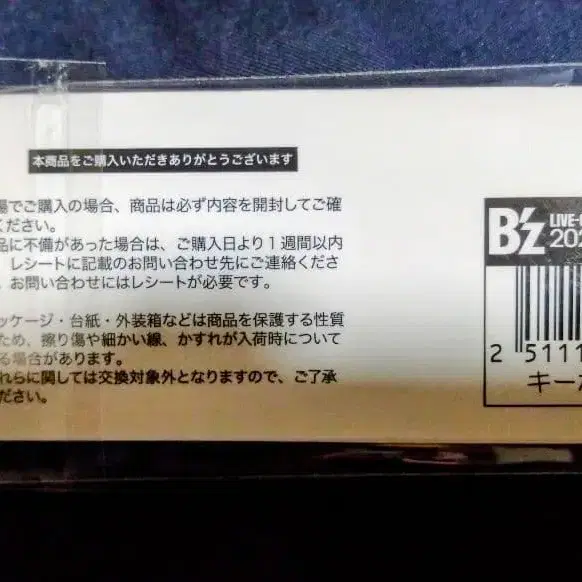 本商品をご購入いただきありがとうございます
場でご購入の場合、商品は必ず内容を開封してご確
ください。
品に不備があった場合は、ご購入日より1週間以内
、レシートに記載のお問い合わせ先にご連絡くださ
。お問い合わせにはレシートが必要です。
ッケージ・台紙・外装箱などは商品を保護する性質
ため、擦り傷や細かい線、かすれが入荷時について
る場合があります。
れらに関しては交換対象外となりますので、ご了承
ださい。
B'z LIVE-
202
2 5111
キー